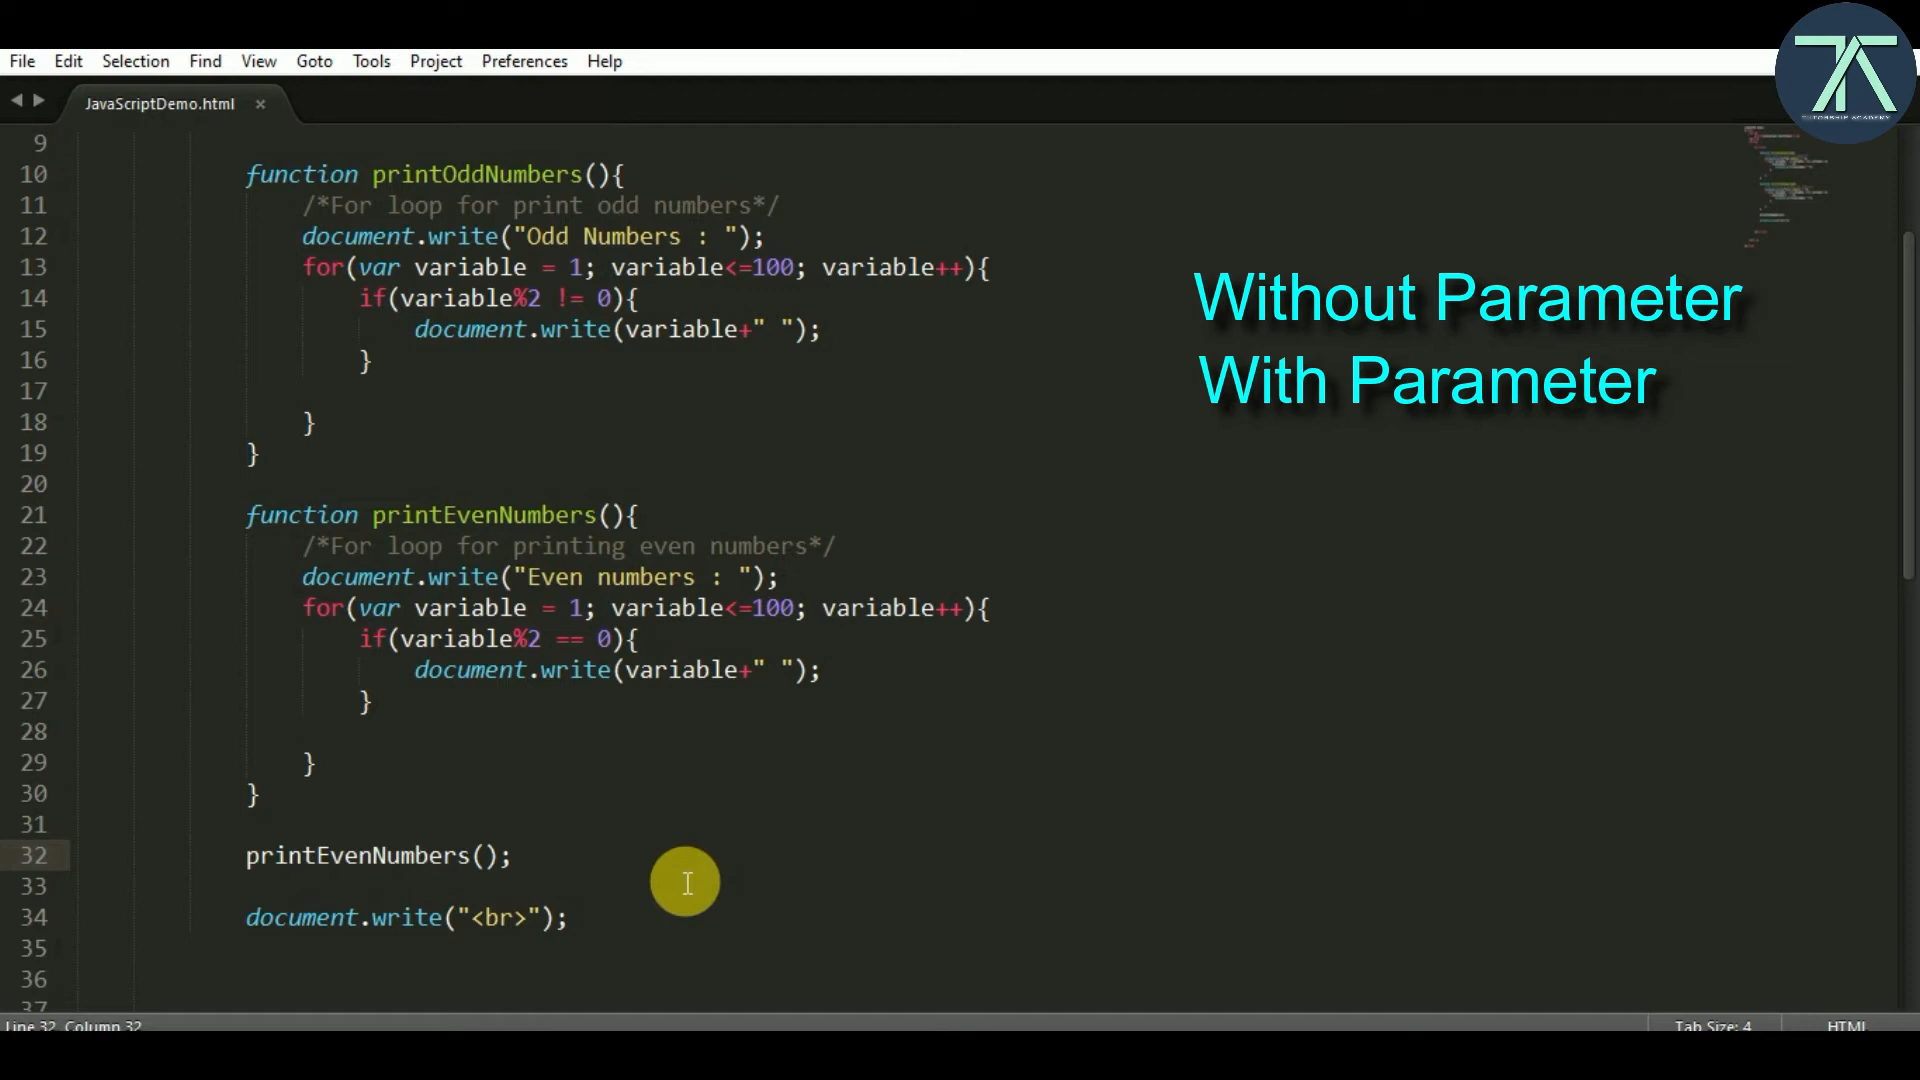 File Edit Selection Find View Goto Tools Project Preferences Help
JavaScriptDemo.html ×
TUTORSHIP ACADEMY
9
10 function printOddNumbers(){
11 /*For loop for print odd numbers*/
12 document.write("Odd Numbers : ");
13 for(var variable = 1; variable<=100; variable++){
14 if(variable%2 != 0){
15 document.write(variable+" ");
16 }
17
18 }
19 }
20
21 function printEvenNumbers(){
22 /*For loop for printing even numbers*/
23 document.write("Even numbers : ");
24 for(var variable = 1; variable<=100; variable++){
25 if(variable%2 == 0){
26 document.write(variable+" ");
27 }
28
29 }
30 }
31
32 printEvenNumbers();
33
34 document.write("<br>");
35
36
37
Without Parameter
With Parameter
Line 32, Column 32 Tab Size: 4 HTML